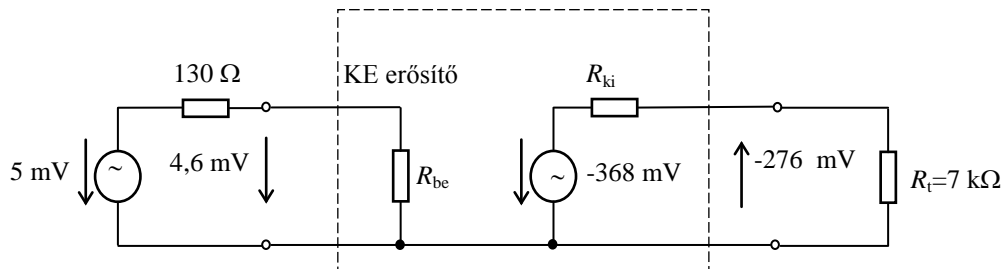 130 Ω
KE erősítő
R_ki
5 mV
~
4,6 mV
R_be
~
-368 mV
-276 mV
R_t=7 kΩ